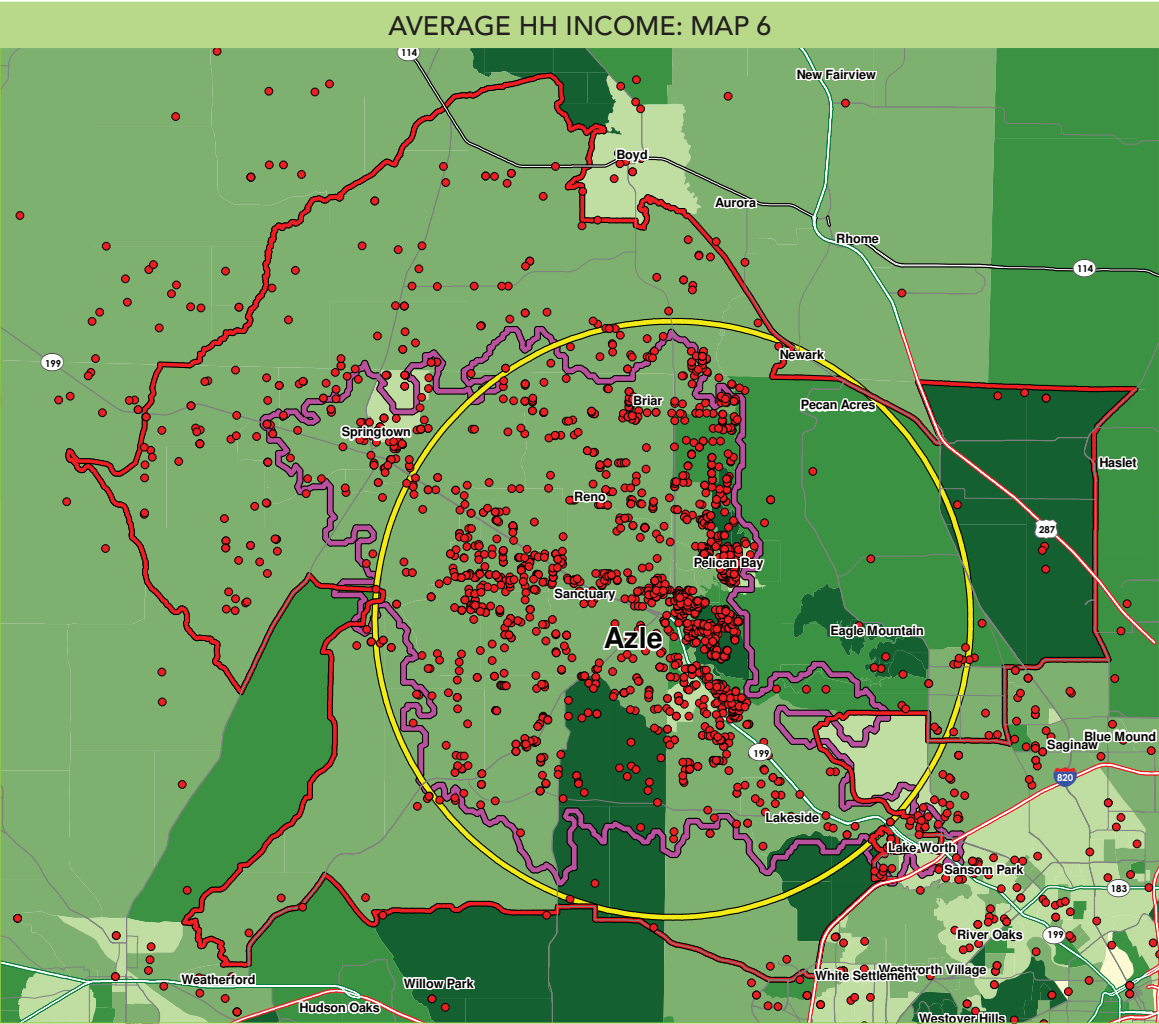 AVERAGE HH INCOME: MAP 6
114
New Fairview
Boyd
Aurora
Rhome
114
199
Newark
Briar
Pecan Acres
Springtown
Haslet
Reno
287
Pelican Bay
Sanctuary
Azle
Eagle Mountain
Blue Mound
Saginaw
199
820
Lakeside
Lake Worth
Sansom Park
183
River Oaks
199
Westworth Village
White Settlement
Weatherford
Willow Park
Hudson Oaks
Westover Hills